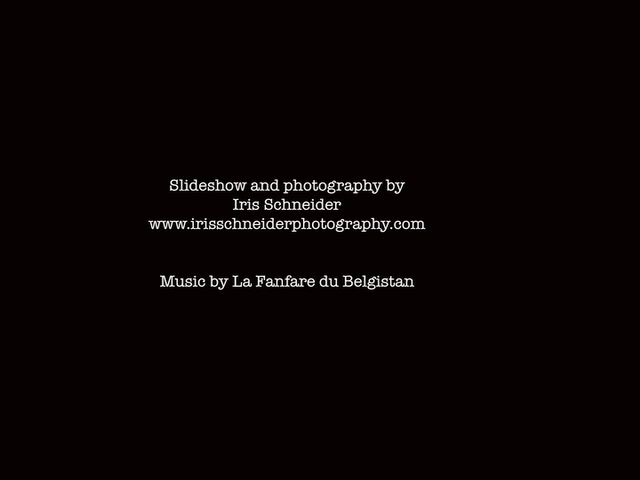 Slideshow and photography by
Iris Schneider
www.irisschneiderphotography.com
Music by La Fanfare du Belgistan